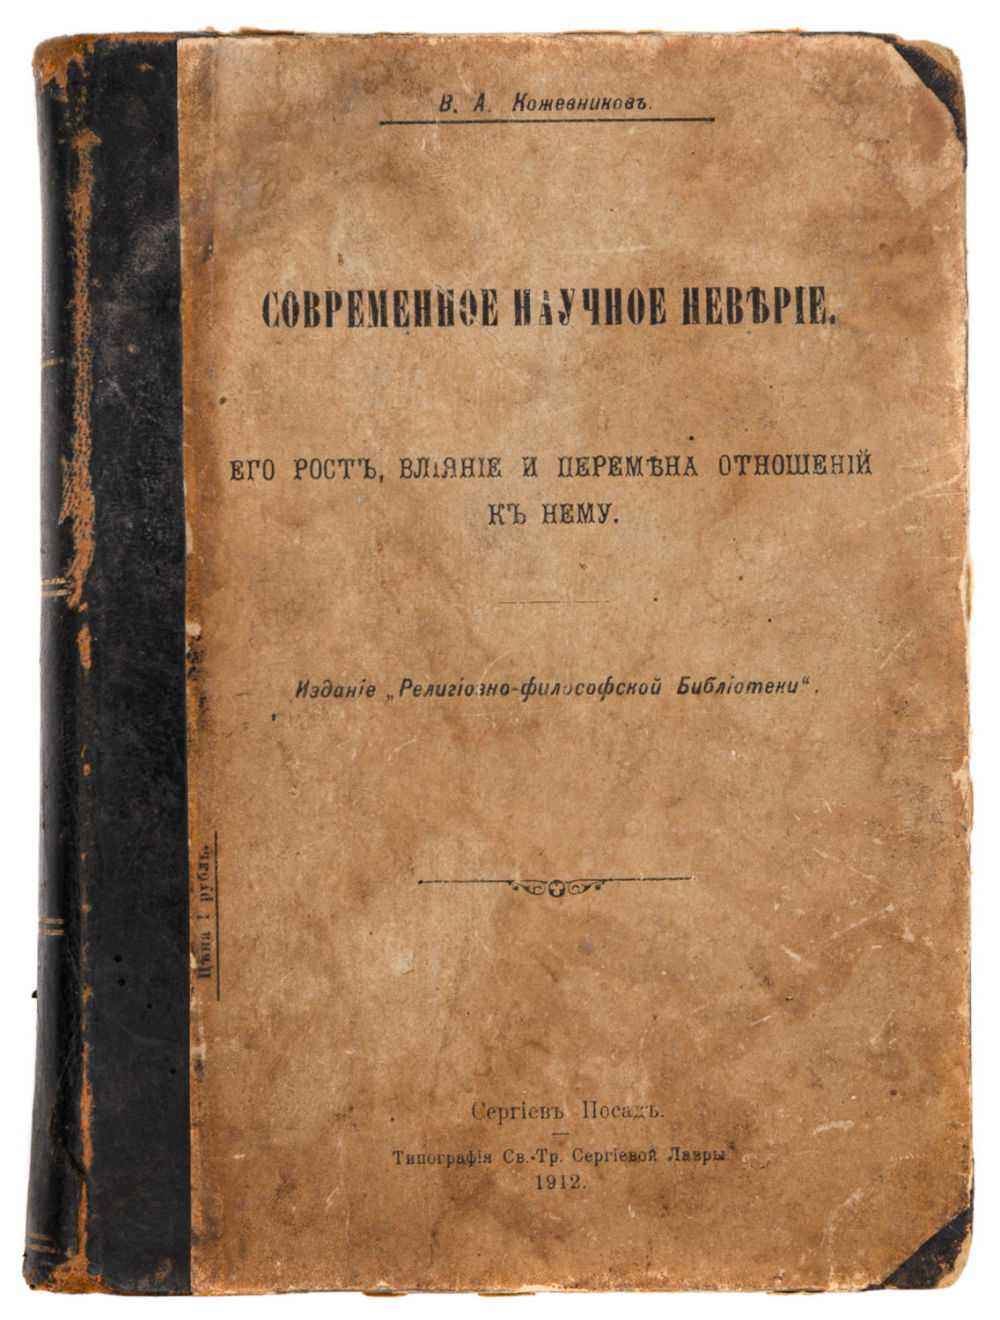 В. А. Кожевниковъ.
СОВРЕМЕННОЕ НАУЧНОЕ НЕВѢРІЕ.
ЕГО РОСТЪ, ВЛІЯНІЕ И ПЕРЕМѢНА ОТНОШЕНІЙ
КЪ НЕМУ.
Изданіе „Религіозно-философской Библіотеки“.
Цѣна 1 рубль.
Сергіевъ Посадъ.
Типографія Св.-Тр. Сергіевой Лавры
1912.